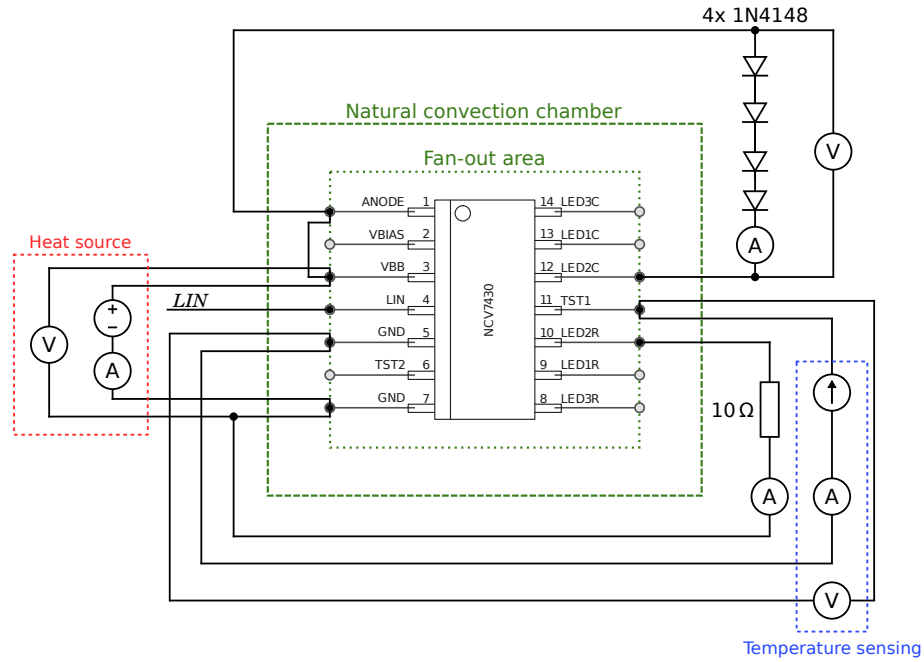 4x 1N4148
Natural convection chamber
Fan-out area
ANODE 1
14 LED3C
VBIAS 2
13 LED1C
V
Heat source
VBB 3
12 LED2C
A
LIN
LIN 4
11 TST1
+
−
NCV7430
GND 5
10 LED2R
V
A
TST2 6
9 LED1R
GND 7
8 LED3R
10 Ω
A
A
V
Temperature sensing